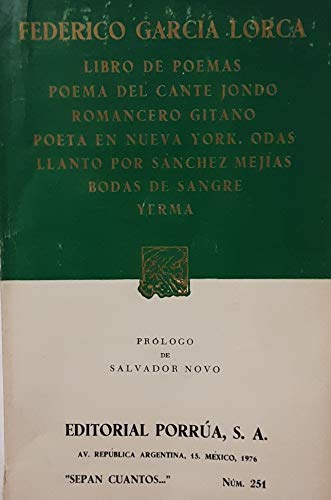 FEDERICO GARCÍA LORCA
LIBRO DE POEMAS
POEMA DEL CANTE JONDO
ROMANCERO GITANO
POETA EN NUEVA YORK. ODAS
LLANTO POR SÁNCHEZ MEJÍAS
BODAS DE SANGRE
YERMA
PRÓLOGO
DE
SALVADOR NOVO
EDITORIAL PORRÚA, S. A.
AV. REPÚBLICA ARGENTINA, 15. MÉXICO, 1976
"SEPAN CUANTOS..." NÚM. 251